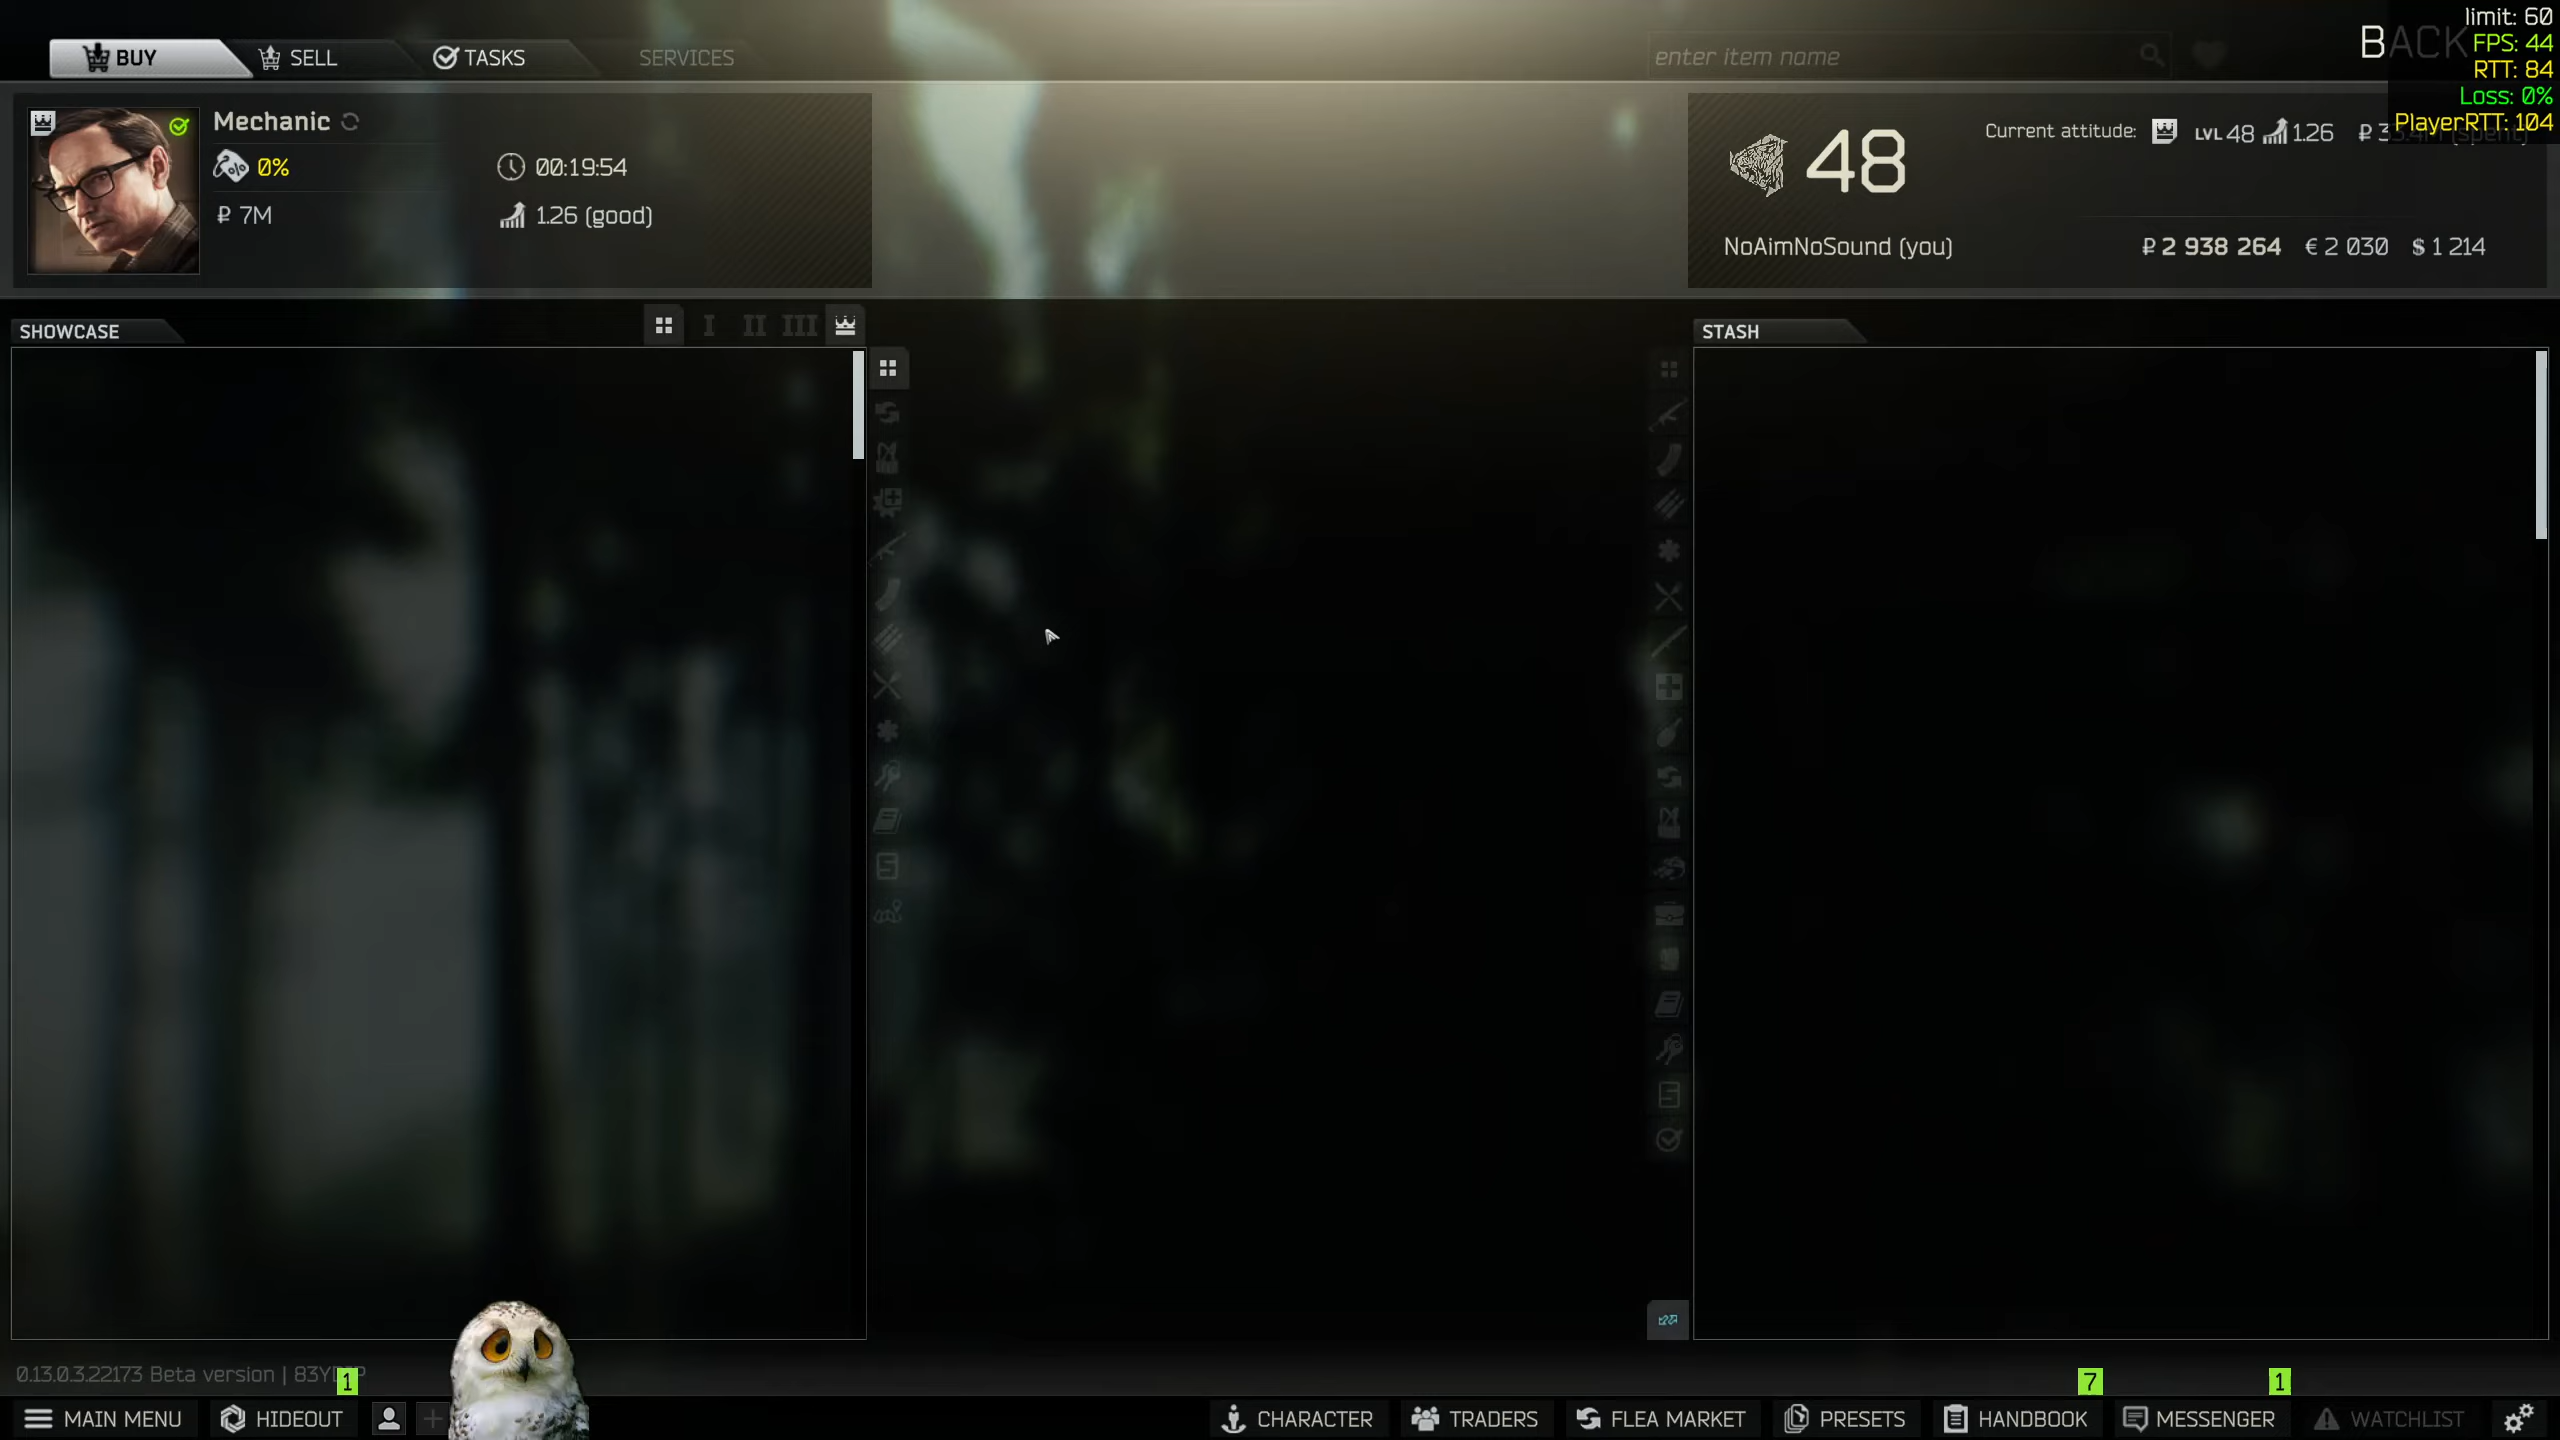 BUY
SELL
TASKS
SERVICES
enter item name
BACK
limit: 60
FPS: 44
RTT: 84
Loss: 0%
PlayerRTT: 104
Mechanic
0%
00:19:54
₽ 7M
1.26 (good)
48
Current attitude:
LVL 48
1.26
NoAimNoSound (you)
₽ 2 938 264
€ 2 030
$ 1 214
SHOWCASE
I
II
III
STASH
0.13.0.3.22173 Beta version |
1
7
1
MAIN MENU
HIDEOUT
CHARACTER
TRADERS
FLEA MARKET
PRESETS
HANDBOOK
MESSENGER
WATCHLIST